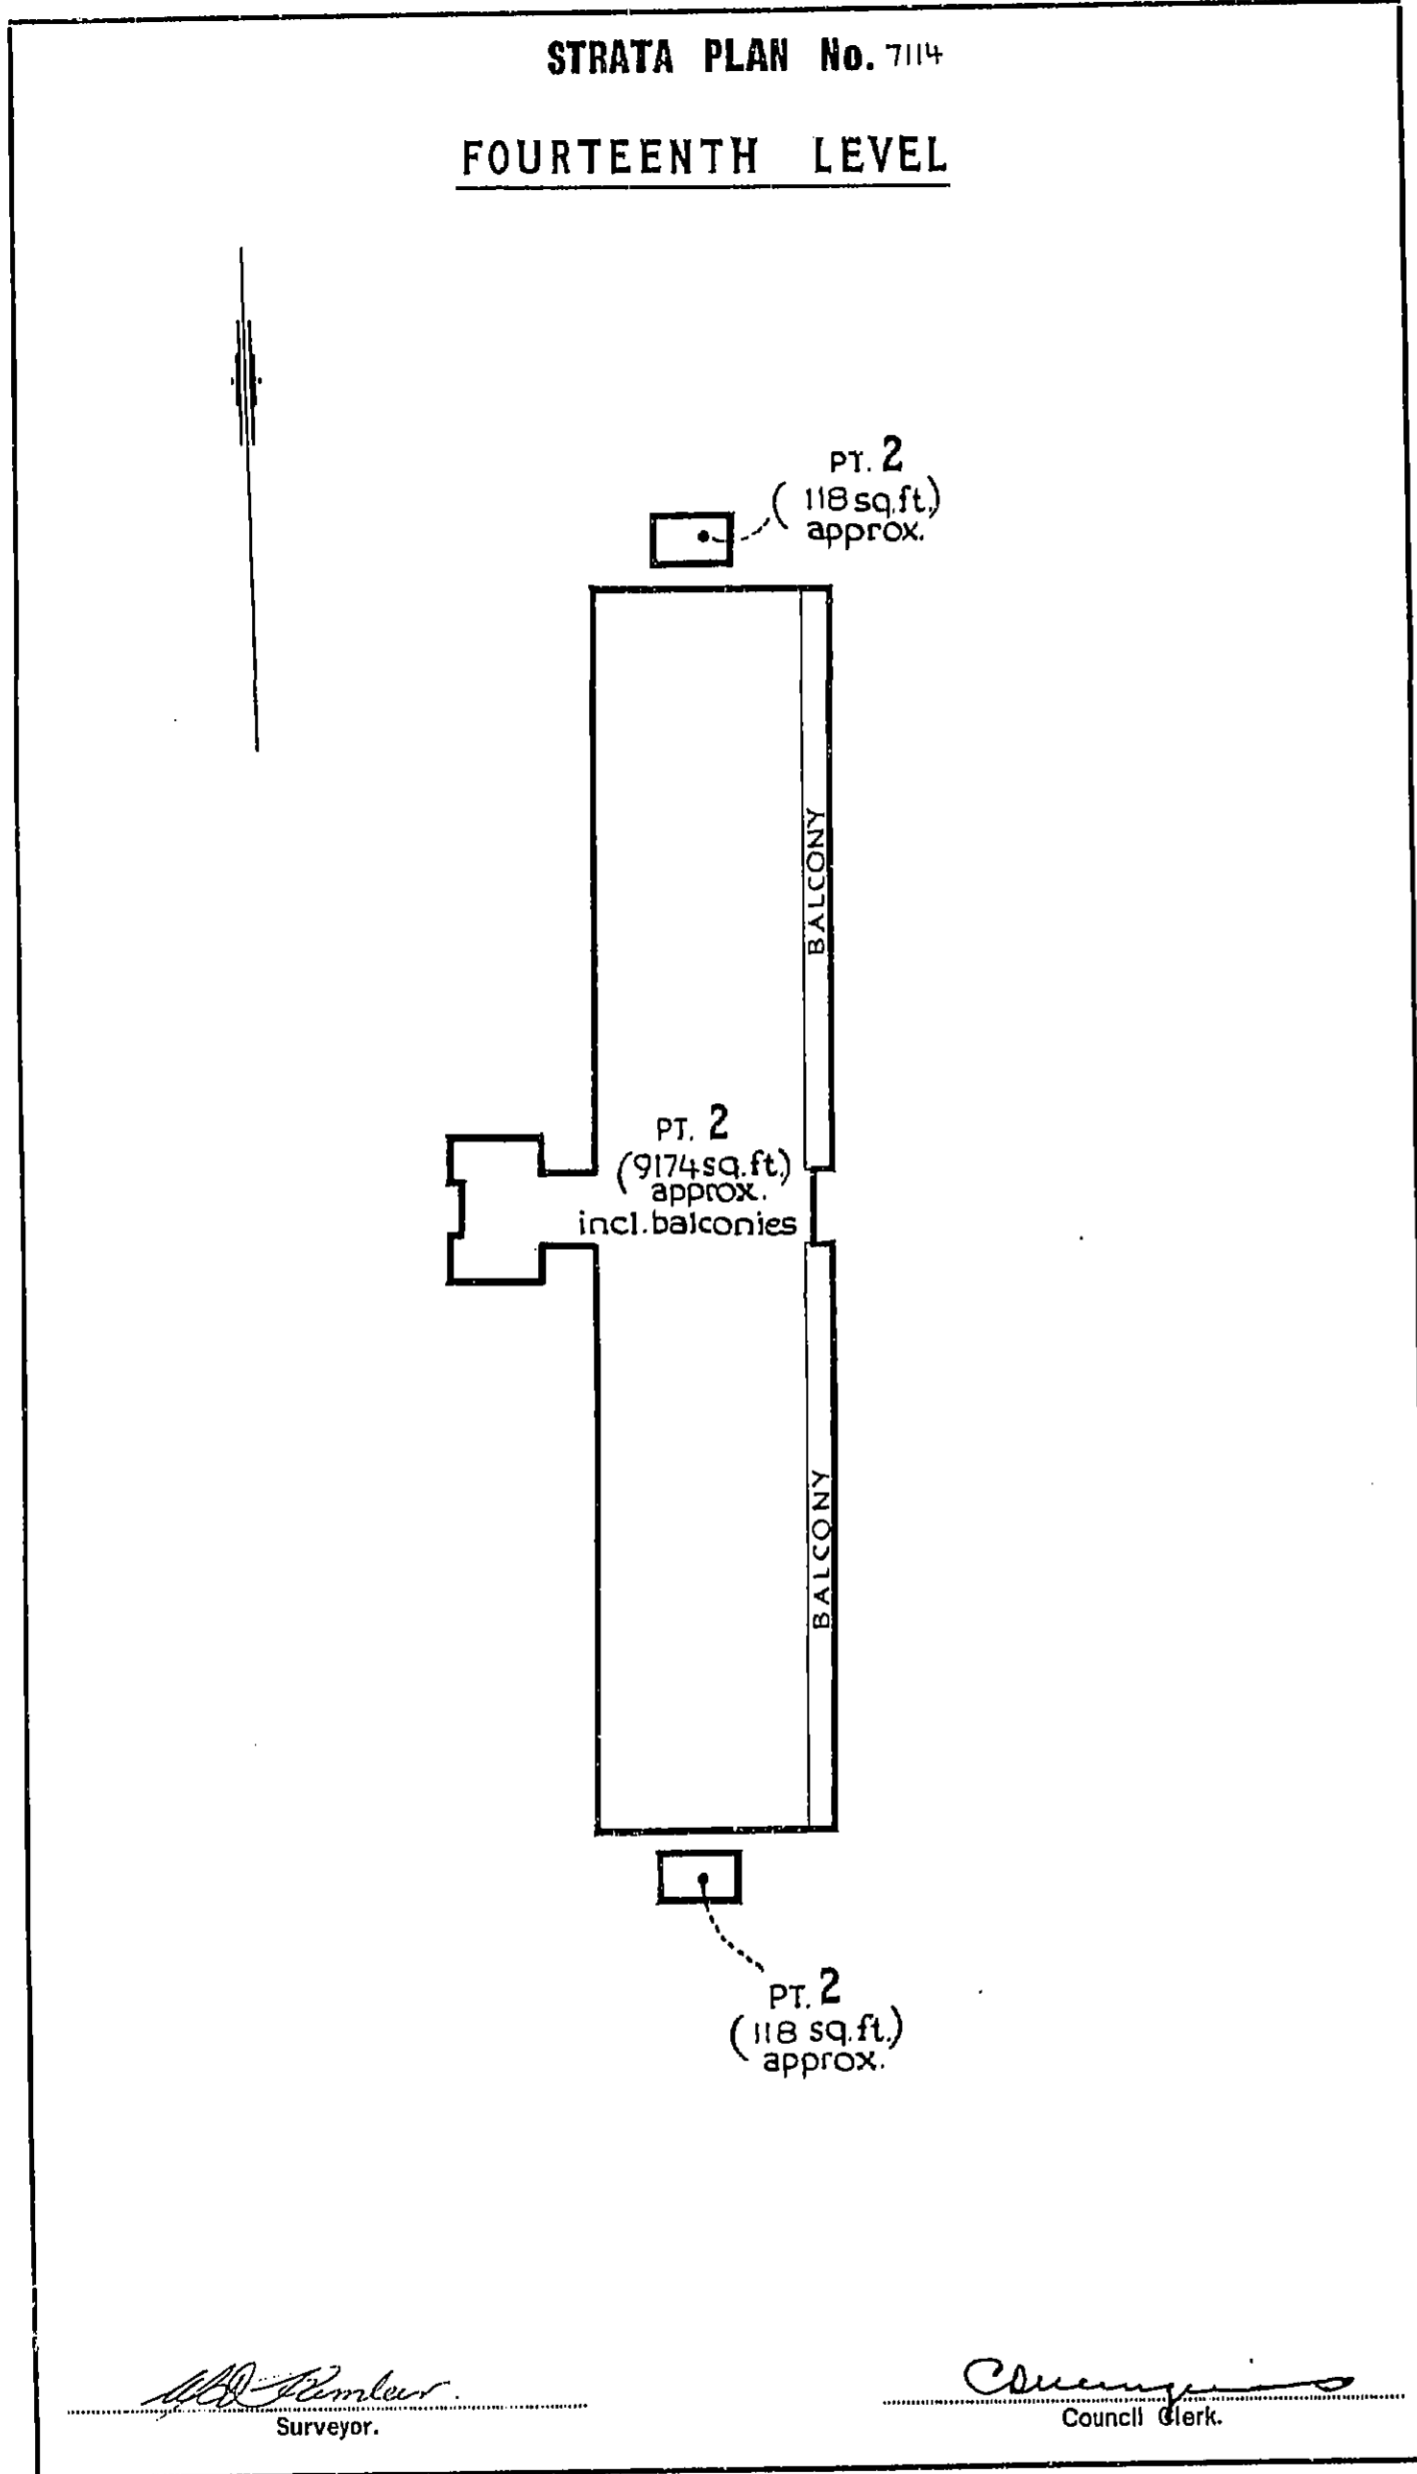 STRATA PLAN No. 7114
FOURTEENTH LEVEL
PT. 2
(118 sq.ft.)
approx.
BALCONY
PT. 2
(9174 sq.ft.)
approx.
incl. balconies
BALCONY
PT. 2
(118 sq.ft.)
approx.
Surveyor.
Council Clerk.